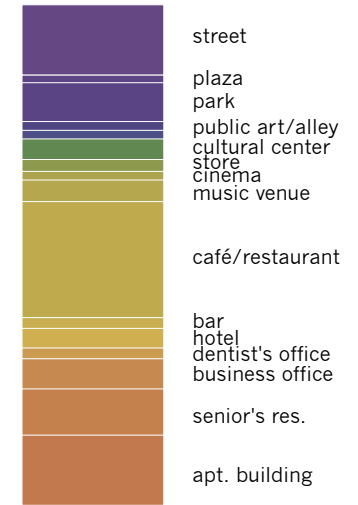 street
plaza
park
public art/alley
cultural center
store
cinema
music venue
café/restaurant
bar
hotel
dentist's office
business office
senior's res.
apt. building